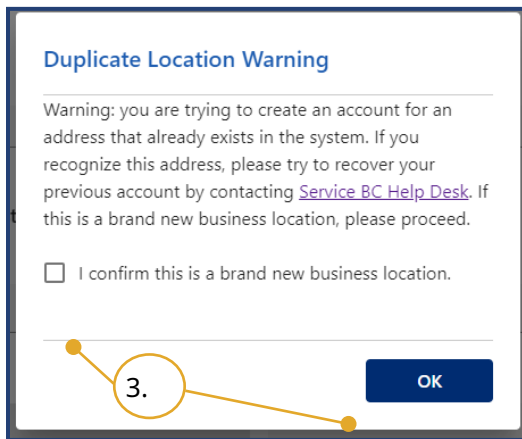 Duplicate Location Warning
Warning: you are trying to create an account for an
address that already exists in the system. If you
recognize this address, please try to recover your
previous account by contacting Service BC Help Desk. If
this is a brand new business location, please proceed.
I confirm this is a brand new business location.
3.
OK